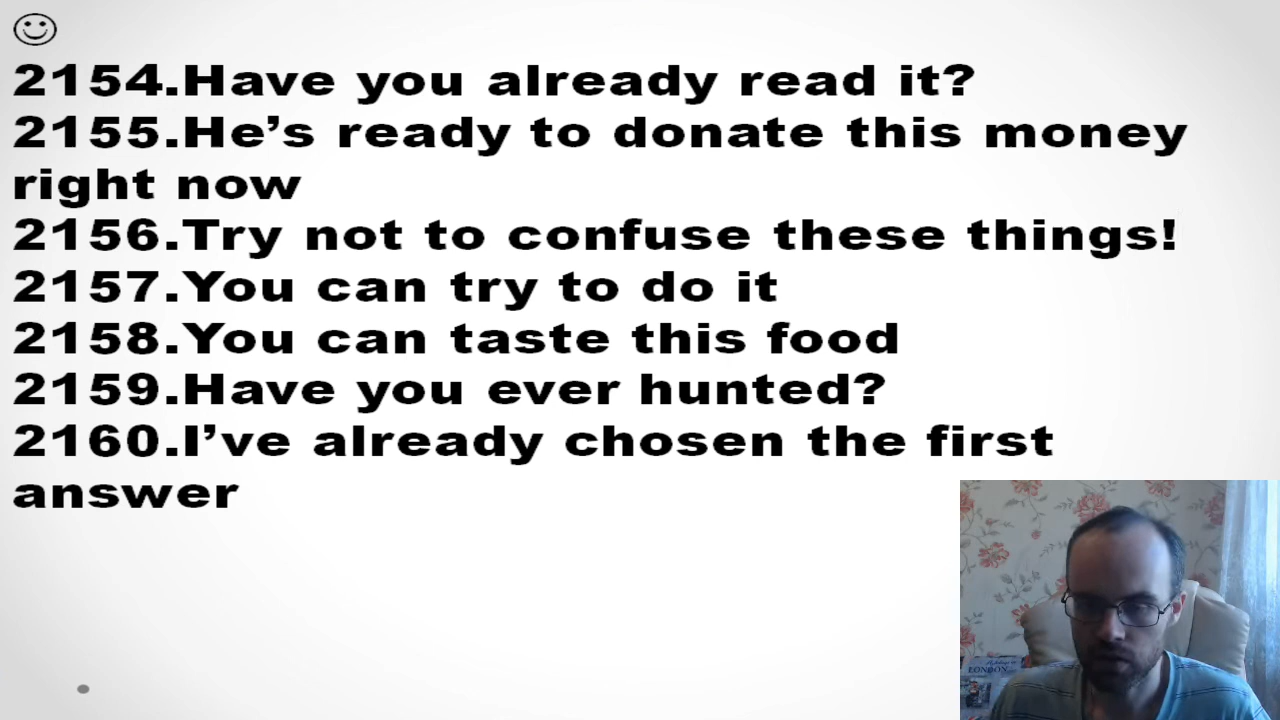 2154.Have you already read it?
2155.He’s ready to donate this money
right now
2156.Try not to confuse these things!
2157.You can try to do it
2158.You can taste this food
2159.Have you ever hunted?
2160.I’ve already chosen the first
answer
LONDON